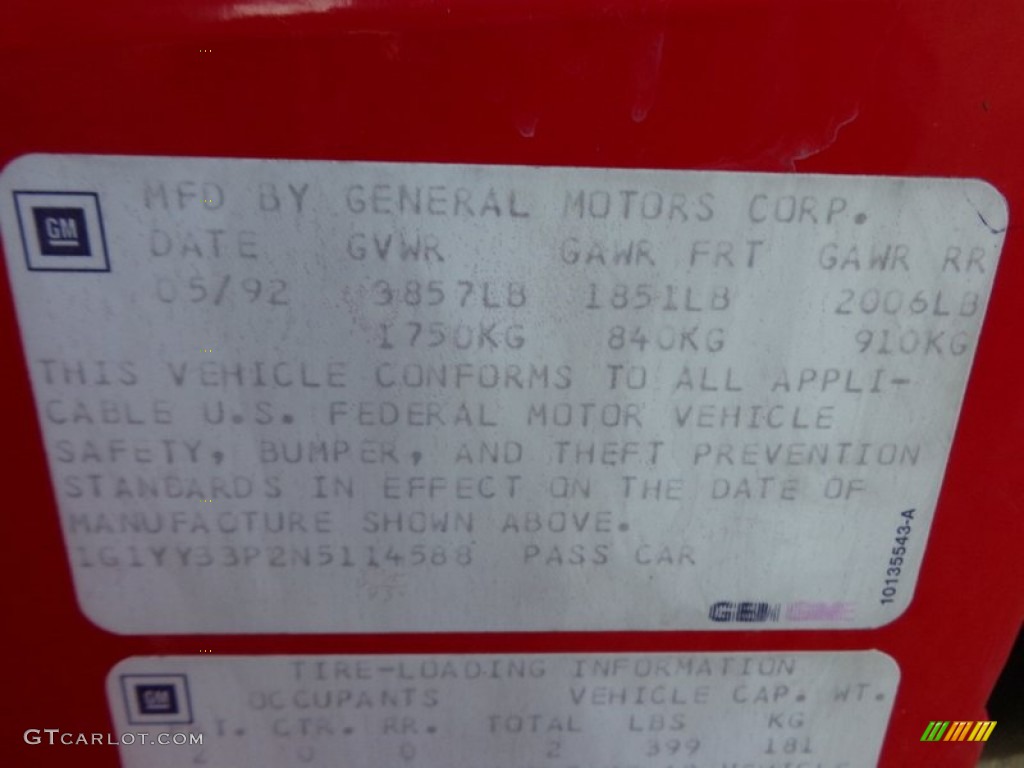 GM
MFD BY GENERAL MOTORS CORP.
DATE GVWR GAWR FRT GAWR RR
05/92 3857LB 1851LB 2006LB
1750KG 840KG 910KG
THIS VEHICLE CONFORMS TO ALL APPLI-
CABLE U.S. FEDERAL MOTOR VEHICLE
SAFETY, BUMPER, AND THEFT PREVENTION
STANDARDS IN EFFECT ON THE DATE OF
MANUFACTURE SHOWN ABOVE.
1G1YY33P2N5114588 PASS CAR
10135543-A
GM
TIRE-LOADING INFORMATION
OCCUPANTS VEHICLE CAP. WT.
CTR. RR. TOTAL LBS KG
2 0 0 2 399 181
GTCARLOT.COM